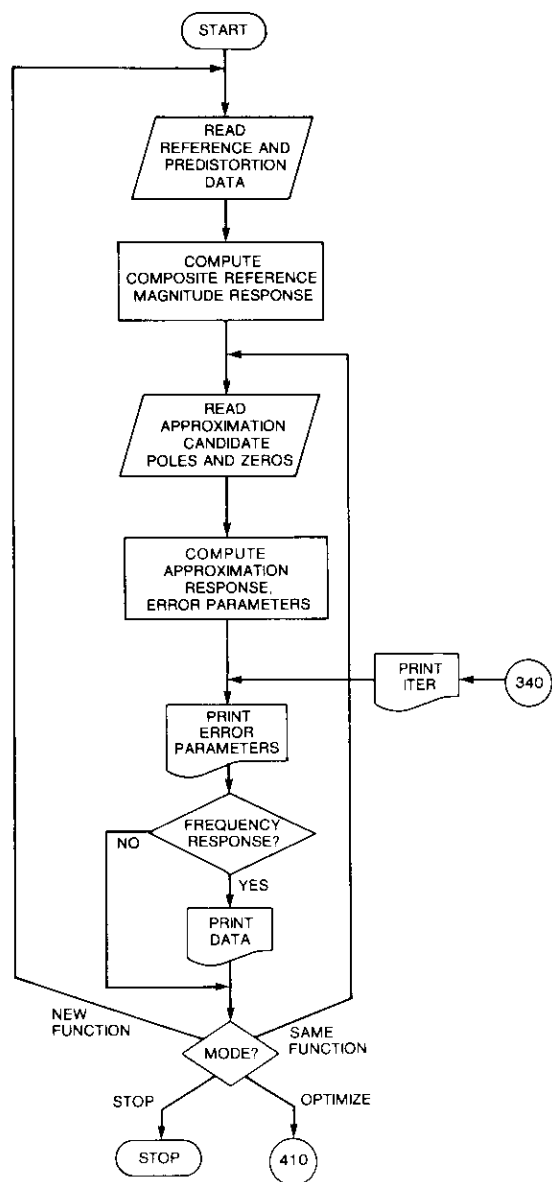 START
READ
REFERENCE AND
PREDISTORTION
DATA
COMPUTE
COMPOSITE REFERENCE
MAGNITUDE RESPONSE
READ
APPROXIMATION
CANDIDATE
POLES AND ZEROS
COMPUTE
APPROXIMATION
RESPONSE,
ERROR PARAMETERS
PRINT
ITER
340
PRINT
ERROR
PARAMETERS
FREQUENCY
RESPONSE?
NO
YES
PRINT
DATA
NEW
FUNCTION
MODE?
SAME
FUNCTION
STOP
OPTIMIZE
STOP
410